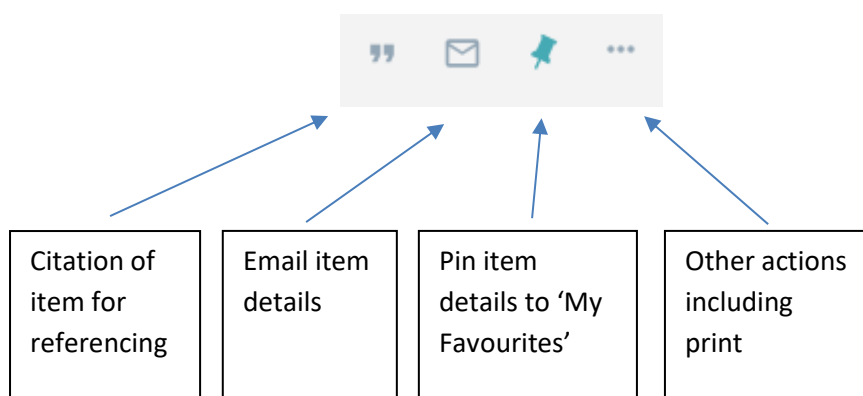 Citation of
item for
referencing
Email item
details
Pin item
details to ‘My
Favourites’
Other actions
including
print